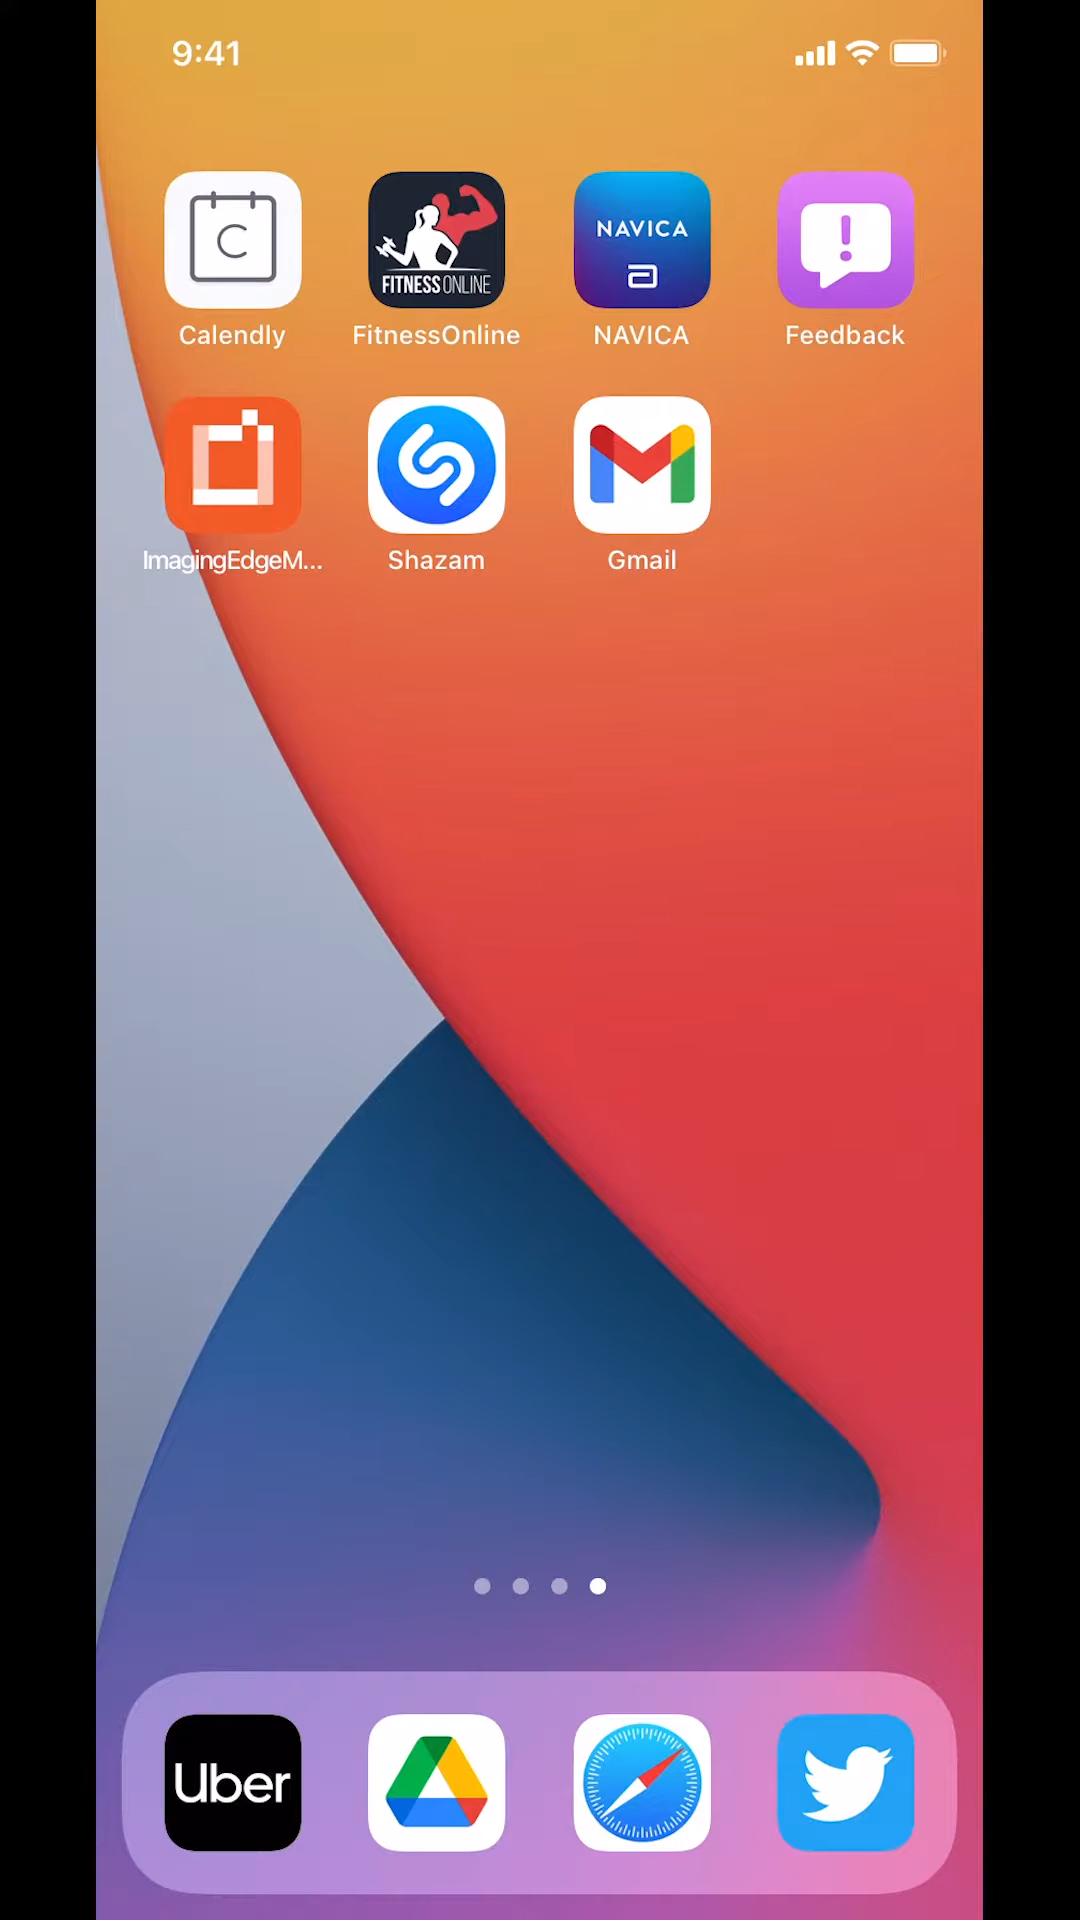 9:41
C
FITNESS ONLINE
NAVICA
Calendly FitnessOnline NAVICA Feedback
ImagingEdgeM... Shazam Gmail
Uber